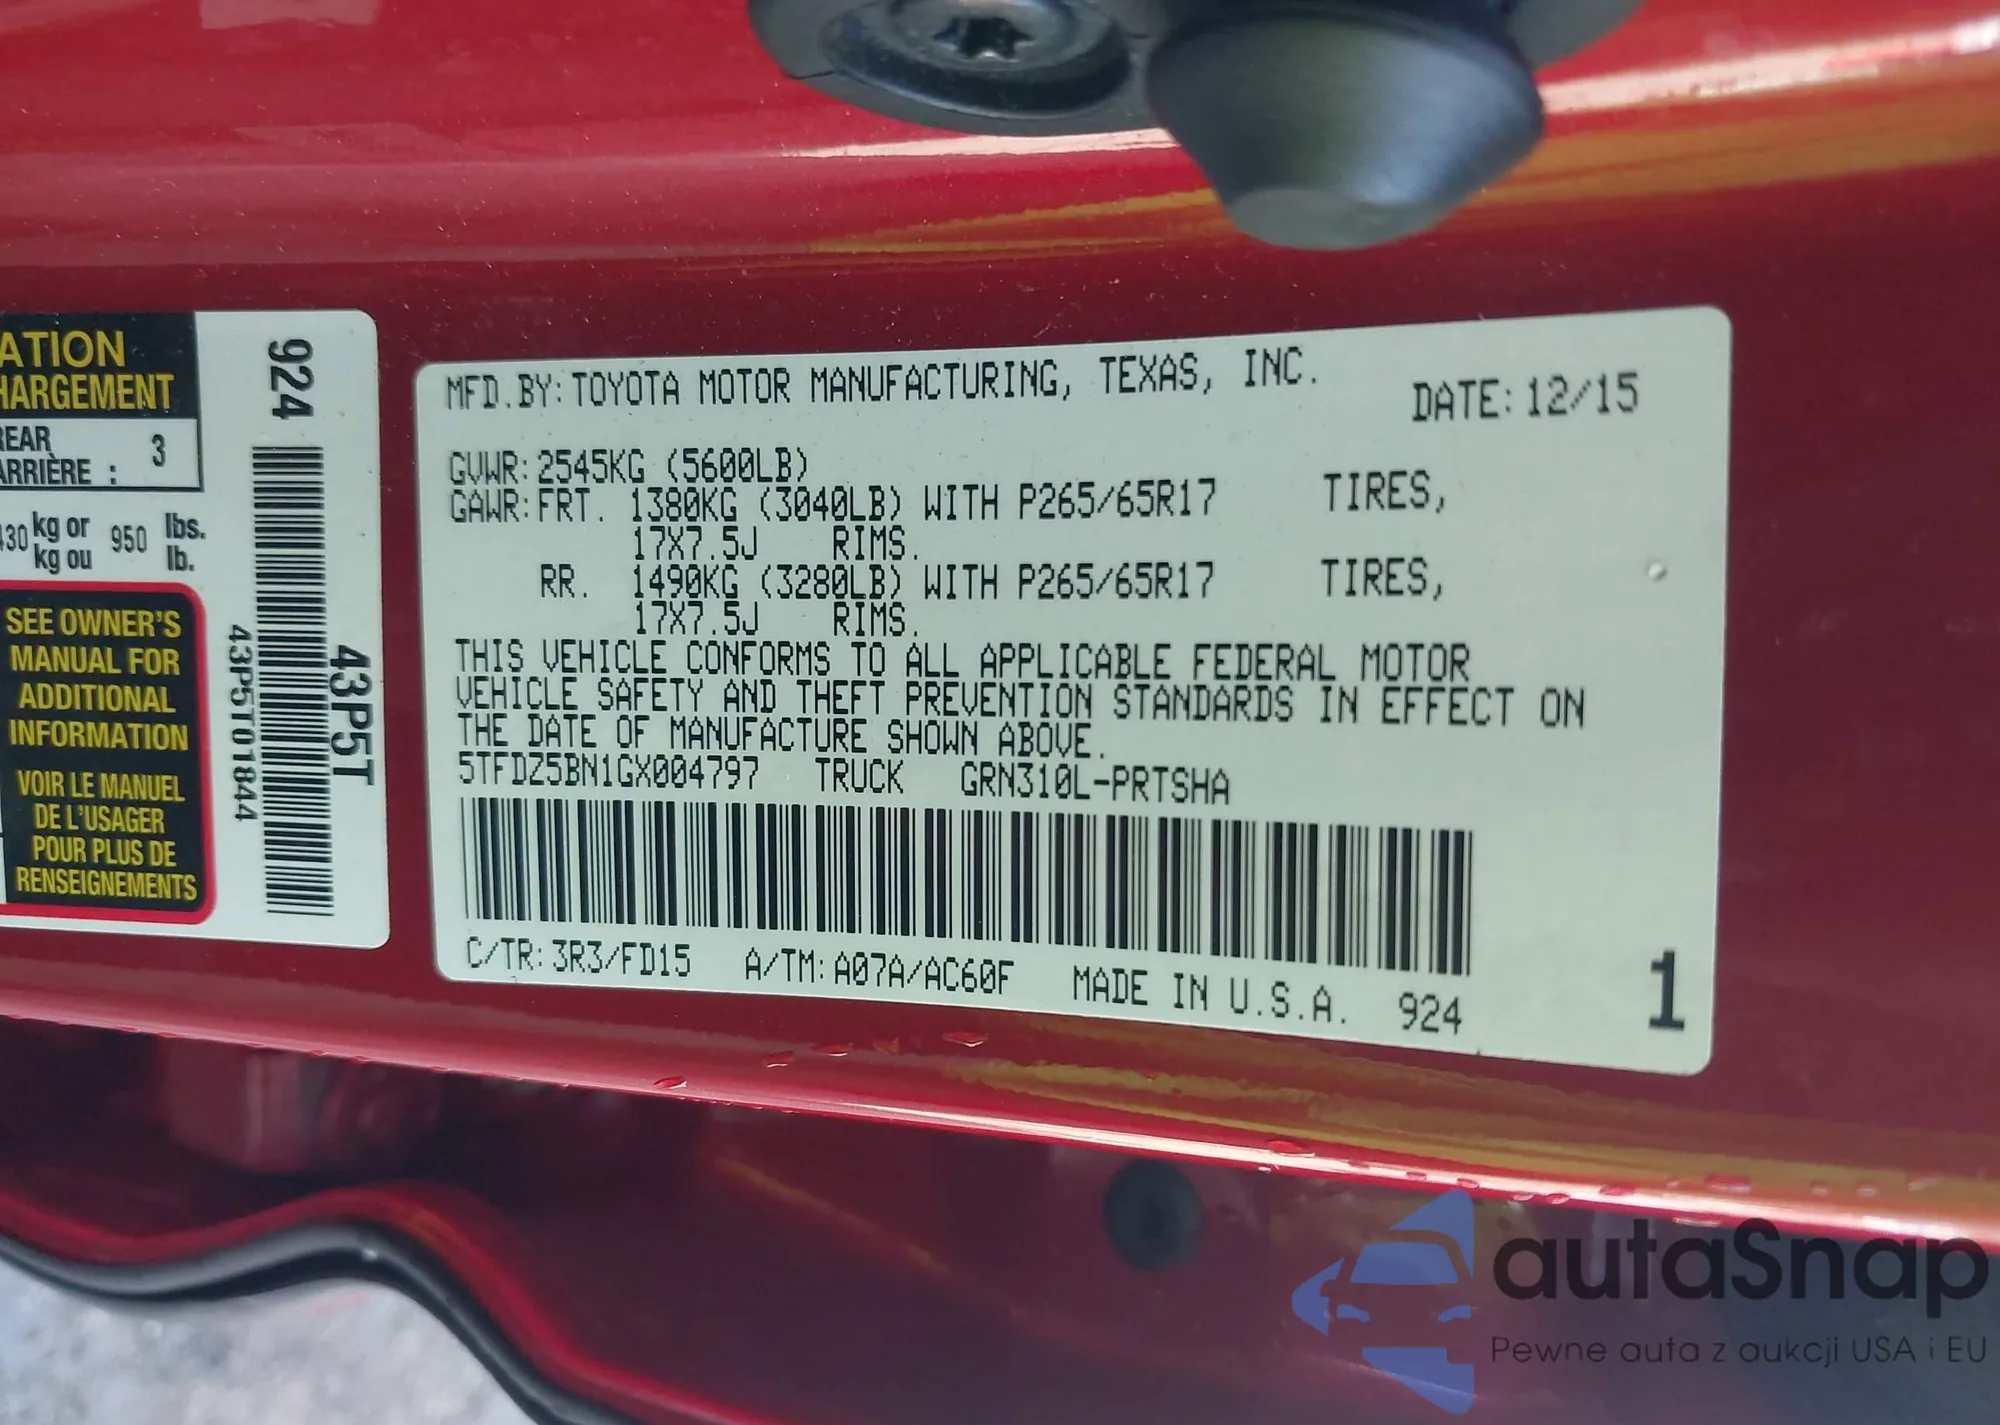 ATION
HARGEMENT
REAR
ARRIÈRE : 3
430 kg or 950 lbs.
kg ou lb.
SEE OWNER'S
MANUAL FOR
ADDITIONAL
INFORMATION
VOIR LE MANUEL
DE L'USAGER
POUR PLUS DE
RENSEIGNEMENTS
924
43P5T01844
43P5T
MFD.BY:TOYOTA MOTOR MANUFACTURING, TEXAS, INC. DATE:12/15
GVWR:2545KG (5600LB)
GAWR:FRT. 1380KG (3040LB) WITH P265/65R17 TIRES,
17X7.5J RIMS.
RR. 1490KG (3280LB) WITH P265/65R17 TIRES,
17X7.5J RIMS.
THIS VEHICLE CONFORMS TO ALL APPLICABLE FEDERAL MOTOR
VEHICLE SAFETY AND THEFT PREVENTION STANDARDS IN EFFECT ON
THE DATE OF MANUFACTURE SHOWN ABOVE.
5TFDZ5BN1GX004797 TRUCK GRN310L-PRTSHA
C/TR:3R3/FD15 A/TM:A07A/AC60F MADE IN U.S.A. 924
1
autaSnap
Pewne auta z aukcji USA i EU